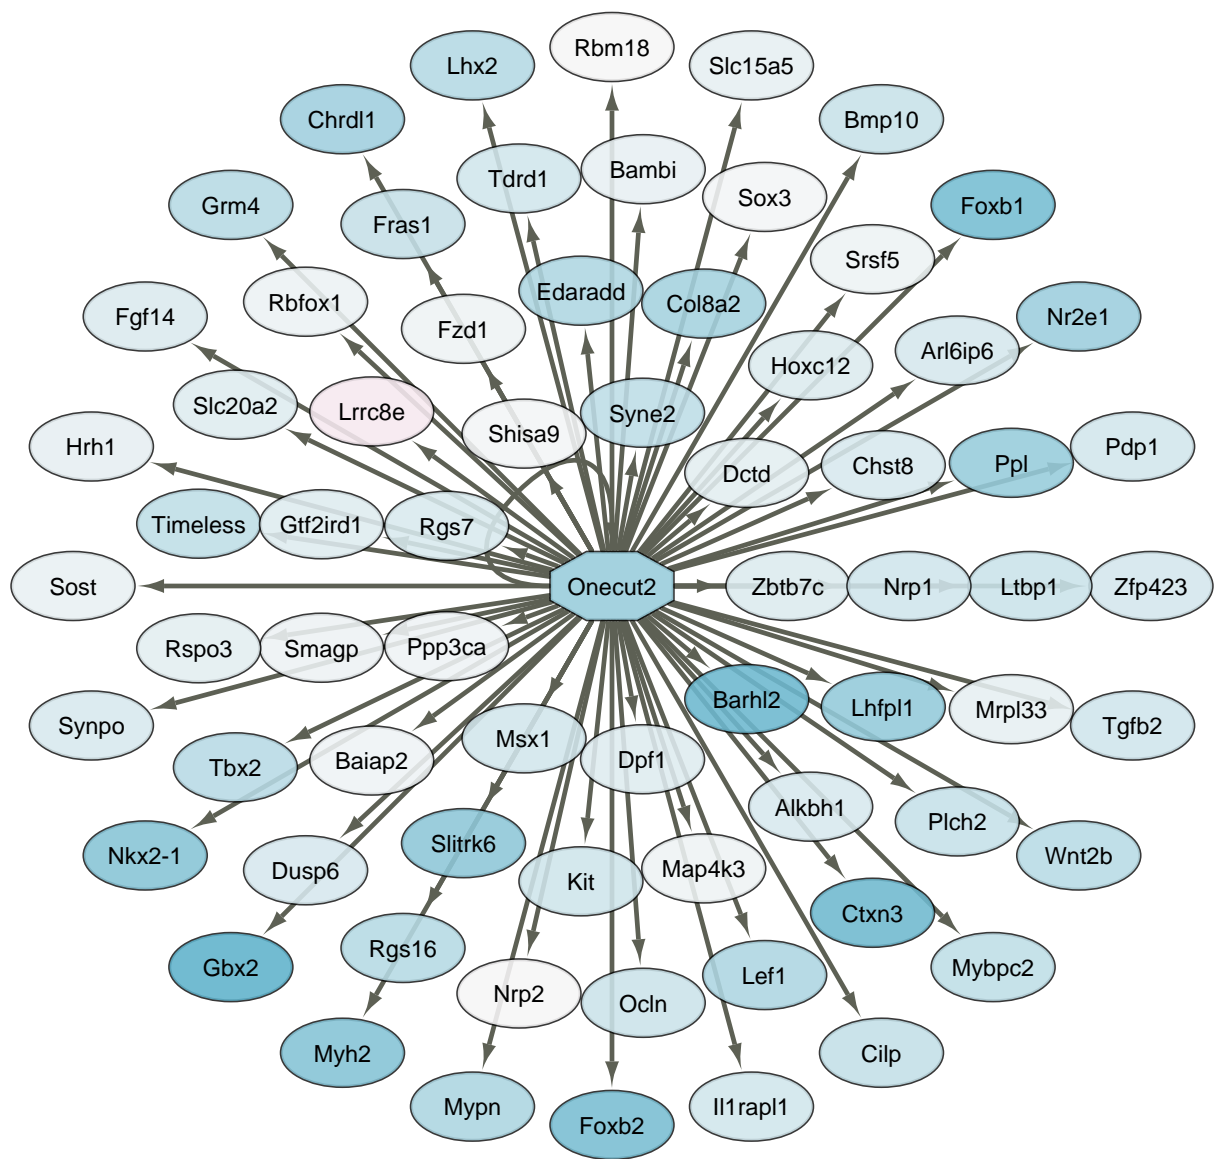 Rbm18
Lhx2
Slc15a5
Chrdl1
Bmp10
Bambi
Tdrd1
Sox3
Grm4
Foxb1
Fras1
Srsf5
Edaradd
Rbfox1
Col8a2
Fgf14
Nr2e1
Fzd1
Arl6ip6
Hoxc12
Slc20a2
Lrrc8e
Syne2
Shisa9
Hrh1
Pdp1
Ppl
Chst8
Dctd
Timeless
Gtf2ird1
Rgs7
Sost
Onecut2
Zbtb7c
Nrp1
Ltbp1
Zfp423
Rspo3
Smagp
Ppp3ca
Barhl2
Lhfpl1
Mrpl33
Synpo
Tgfb2
Msx1
Dpf1
Baiap2
Tbx2
Alkbh1
Plch2
Slitrk6
Nkx2-1
Wnt2b
Map4k3
Dusp6
Kit
Ctxn3
Rgs16
Gbx2
Mybpc2
Lef1
Nrp2
Ocln
Myh2
Cilp
Mypn
Il1rapl1
Foxb2